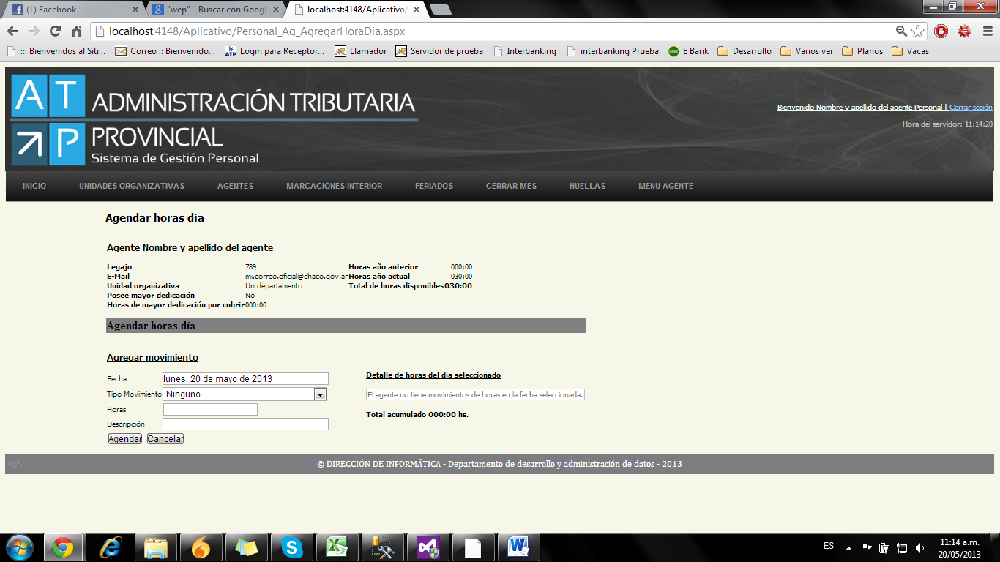 (1) Facebook
"wep" - Buscar con Googl
localhost:4148/Aplicativo/
localhost:4148/Aplicativo/Personal_Ag_AgregarHoraDia.aspx
::: Bienvenidos al Siti...
Correo :: Bienvenido...
ATP
Login para Receptor...
Llamador
Servidor de prueba
Interbanking
interbanking Prueba
LINK
E Bank
Desarrollo
Varios ver
Planos
Vacas
A T P
ADMINISTRACIÓN TRIBUTARIA
PROVINCIAL
Sistema de Gestión Personal
Bienvenido Nombre y apellido del agente Personal | Cerrar sesión
Hora del servidor: 11:14:28
INICIO UNIDADES ORGANIZATIVAS AGENTES MARCACIONES INTERIOR FERIADOS CERRAR MES HUELLAS MENU AGENTE
Agendar horas día
Agente Nombre y apellido del agente
Legajo 789 Horas año anterior 000:00
E-Mail mi.correo.oficial@chaco.gov.ar Horas año actual 030:00
Unidad organizativa Un departamento Total de horas disponibles 030:00
Posee mayor dedicación No
Horas de mayor dedicación por cubrir 000:00
Agendar horas día
Agregar movimiento
Fecha lunes, 20 de mayo de 2013
Tipo Movimiento Ninguno
Horas
Descripción
Agendar Cancelar
Detalle de horas del día seleccionado
El agente no tiene movimientos de horas en la fecha seleccionada.
Total acumulado 000:00 hs.
© DIRECCIÓN DE INFORMÁTICA - Departamento de desarrollo y administración de datos - 2013
ES
11:14 a.m.
20/05/2013